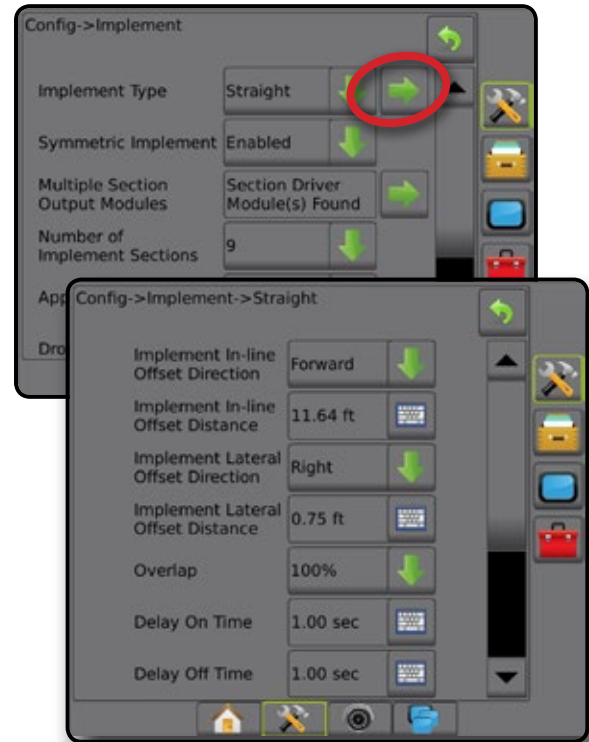 Config->Implement
Implement Type
Straight
Symmetric Implement
Enabled
Multiple Section
Output Modules
Section Driver
Module(s) Found
Number of
Implement Sections
9
App
Dro
Config->Implement->Straight
Implement In-line
Offset Direction
Forward
Implement In-line
Offset Distance
11.64 ft
Implement Lateral
Offset Direction
Right
Implement Lateral
Offset Distance
0.75 ft
Overlap
100%
Delay On Time
1.00 sec
Delay Off Time
1.00 sec